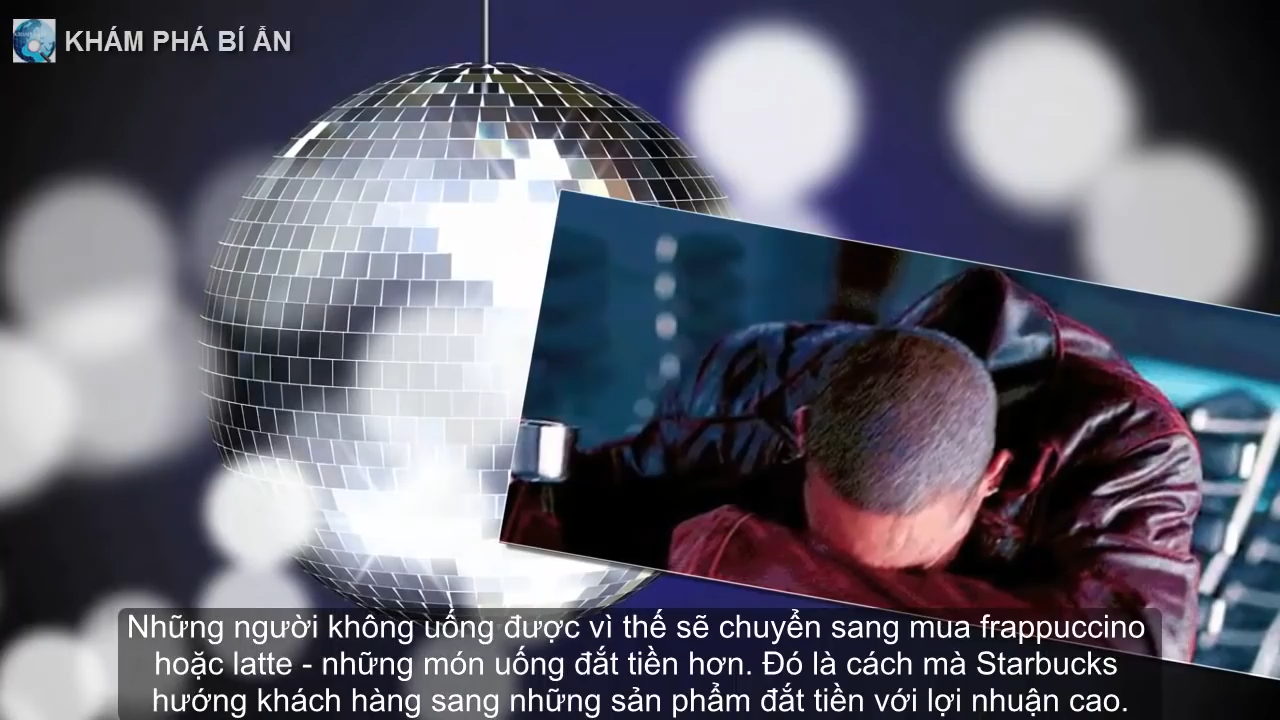 KHÁM PHÁ BÍ ẨN
Những người không uống được vì thế sẽ chuyển sang mua frappuccino
hoặc latte - những món uống đắt tiền hơn. Đó là cách mà Starbucks
hướng khách hàng sang những sản phẩm đắt tiền với lợi nhuận cao.